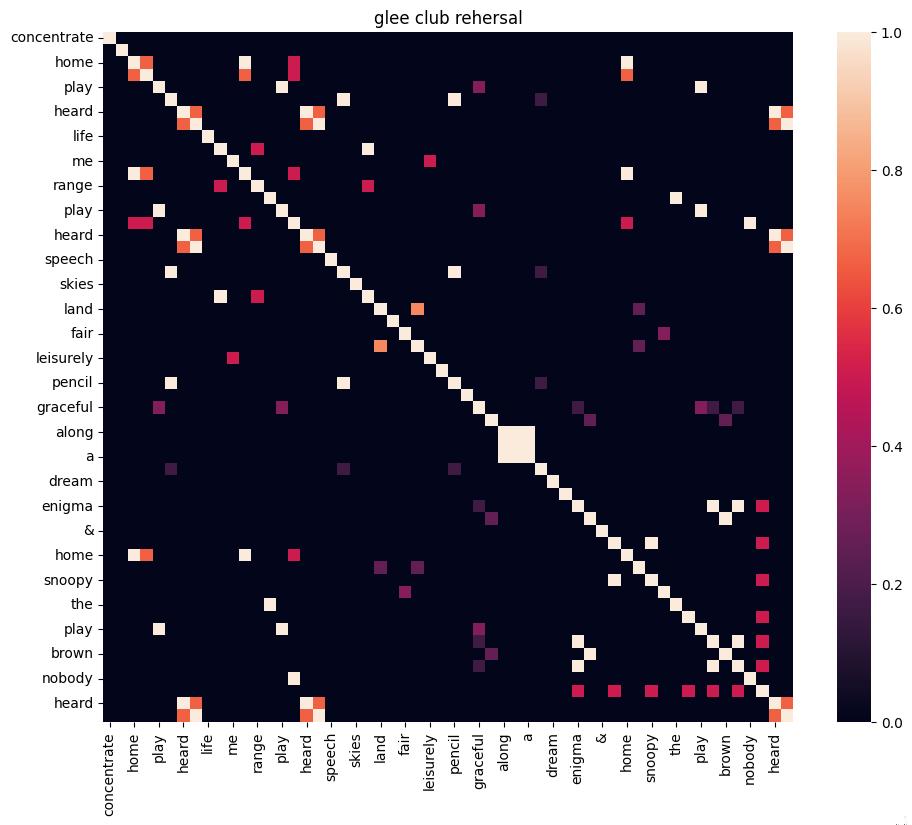 glee club rehersal
concentrate
home
play
heard
life
me
range
play
heard
speech
skies
land
fair
leisurely
pencil
graceful
along
a
dream
enigma
&
home
snoopy
the
play
brown
nobody
heard
1.0
0.8
0.6
0.4
0.2
0.0
concentrate
home
play
heard
life
me
range
play
heard
speech
skies
land
fair
leisurely
pencil
graceful
along
a
dream
enigma
&
home
snoopy
the
play
brown
nobody
heard